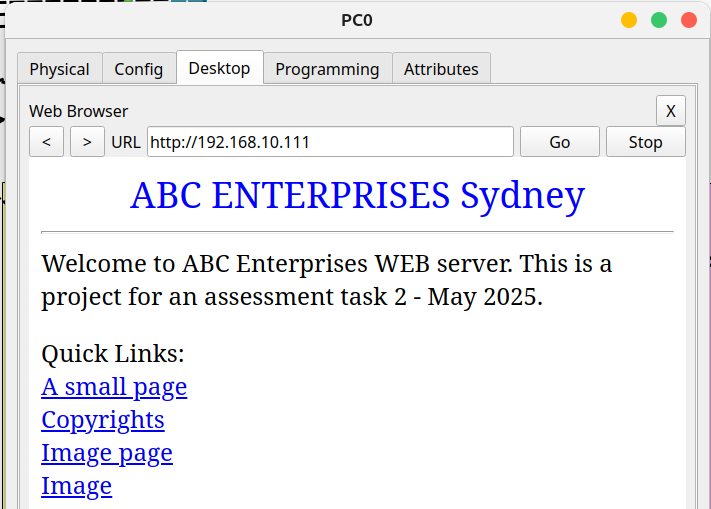 PC0
Physical Config Desktop Programming Attributes
Web Browser X
< > URL http://192.168.10.111 Go Stop
ABC ENTERPRISES Sydney
Welcome to ABC Enterprises WEB server. This is a
project for an assessment task 2 - May 2025.
Quick Links:
A small page
Copyrights
Image page
Image